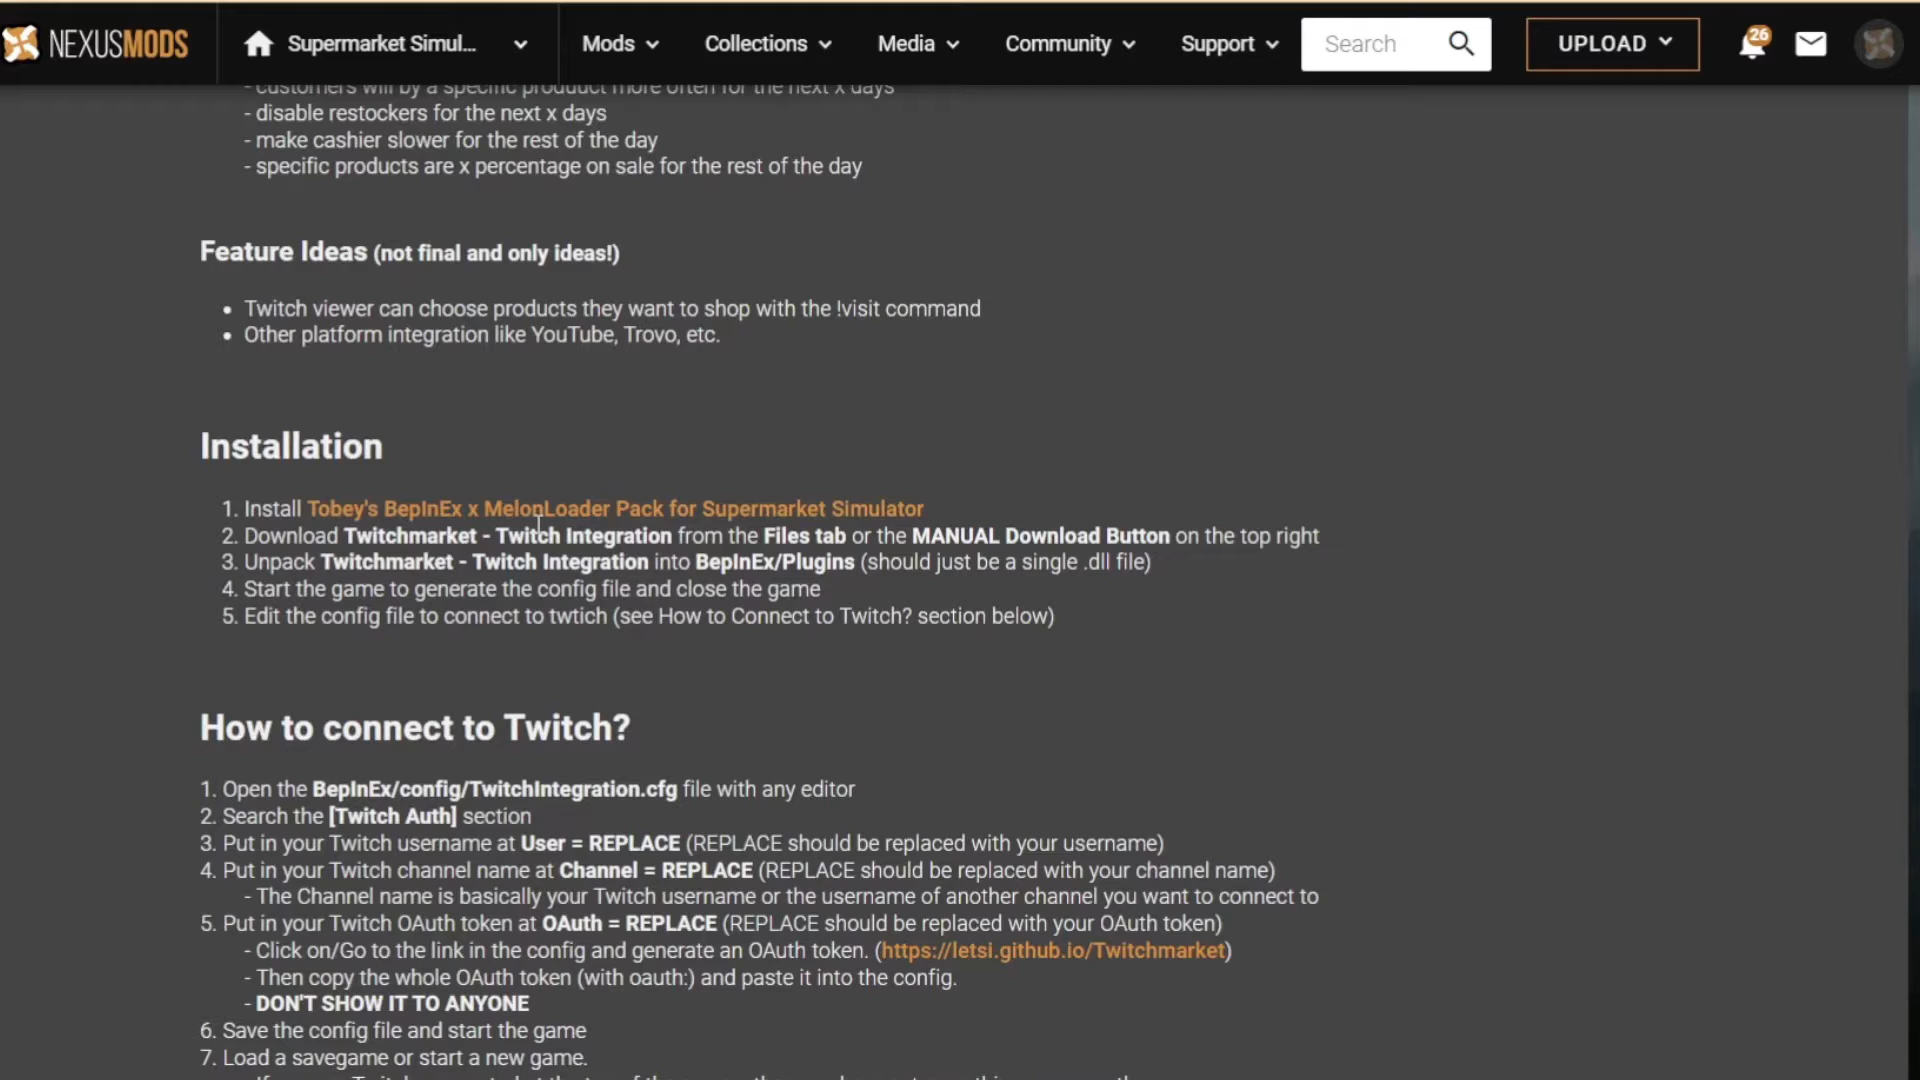 NEXUSMODS Supermarket Simul... Mods Collections Media Community Support Search UPLOAD 26
- customers will by a specific produduct more often for the next x days
- disable restockers for the next x days
- make cashier slower for the rest of the day
- specific products are x percentage on sale for the rest of the day
Feature Ideas (not final and only ideas!)
• Twitch viewer can choose products they want to shop with the !visit command
• Other platform integration like YouTube, Trovo, etc.
Installation
1. Install Tobey's BepInEx x MelonLoader Pack for Supermarket Simulator
2. Download Twitchmarket - Twitch Integration from the Files tab or the MANUAL Download Button on the top right
3. Unpack Twitchmarket - Twitch Integration into BepInEx/Plugins (should just be a single .dll file)
4. Start the game to generate the config file and close the game
5. Edit the config file to connect to twtich (see How to Connect to Twitch? section below)
How to connect to Twitch?
1. Open the BepInEx/config/TwitchIntegration.cfg file with any editor
2. Search the [Twitch Auth] section
3. Put in your Twitch username at User = REPLACE (REPLACE should be replaced with your username)
4. Put in your Twitch channel name at Channel = REPLACE (REPLACE should be replaced with your channel name)
- The Channel name is basically your Twitch username or the username of another channel you want to connect to
5. Put in your Twitch OAuth token at OAuth = REPLACE (REPLACE should be replaced with your OAuth token)
- Click on/Go to the link in the config and generate an OAuth token. (https://letsi.github.io/Twitchmarket)
- Then copy the whole OAuth token (with oauth:) and paste it into the config.
- DON'T SHOW IT TO ANYONE
6. Save the config file and start the game
7. Load a savegame or start a new game.